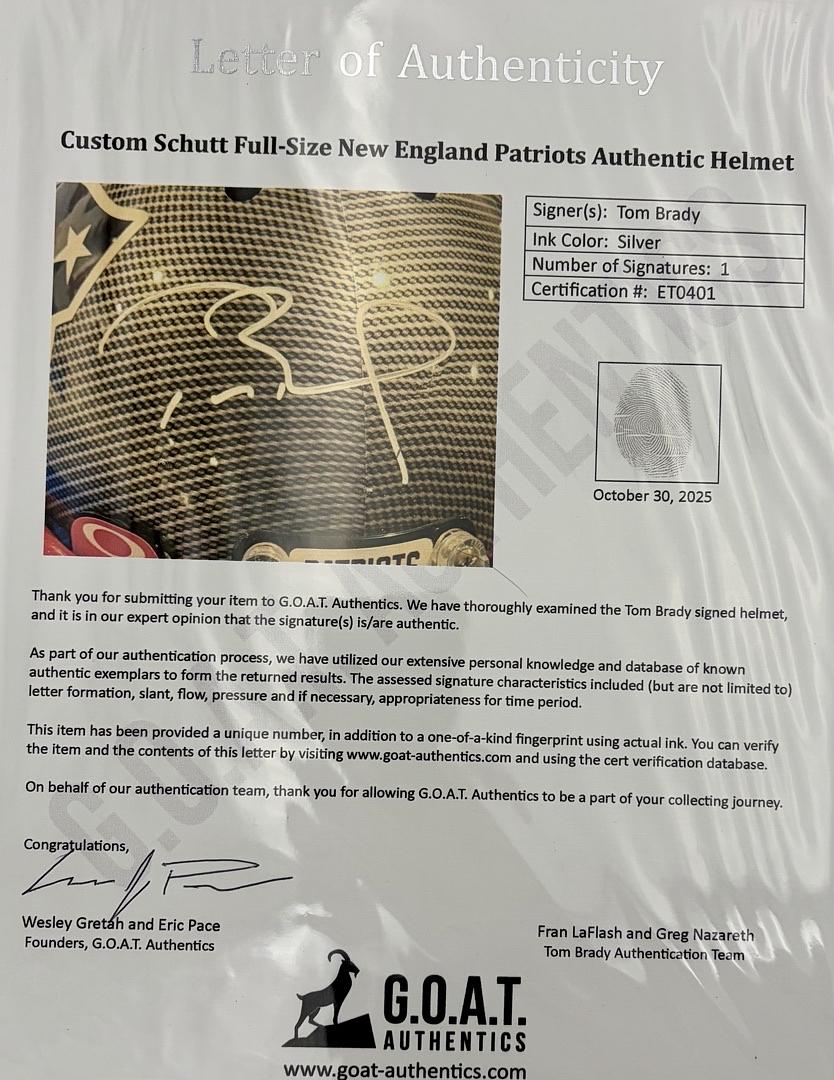 Letter of Authenticity
Custom Schutt Full-Size New England Patriots Authentic Helmet
Signer(s): Tom Brady
Ink Color: Silver
Number of Signatures: 1
Certification #: ET0401
PATRIOTS
October 30, 2025
Thank you for submitting your item to G.O.A.T. Authentics. We have thoroughly examined the Tom Brady signed helmet,
and it is in our expert opinion that the signature(s) is/are authentic.
As part of our authentication process, we have utilized our extensive personal knowledge and database of known
authentic exemplars to form the returned results. The assessed signature characteristics included (but are not limited to)
letter formation, slant, flow, pressure and if necessary, appropriateness for time period.
This item has been provided a unique number, in addition to a one-of-a-kind fingerprint using actual ink. You can verify
the item and the contents of this letter by visiting www.goat-authentics.com and using the cert verification database.
On behalf of our authentication team, thank you for allowing G.O.A.T. Authentics to be a part of your collecting journey.
Congratulations,
Wesley Gretah and Eric Pace
Founders, G.O.A.T. Authentics
Fran LaFlash and Greg Nazareth
Tom Brady Authentication Team
G.O.A.T.
AUTHENTICS
www.goat-authentics.com
G.O.A.T. AUTHENTICS